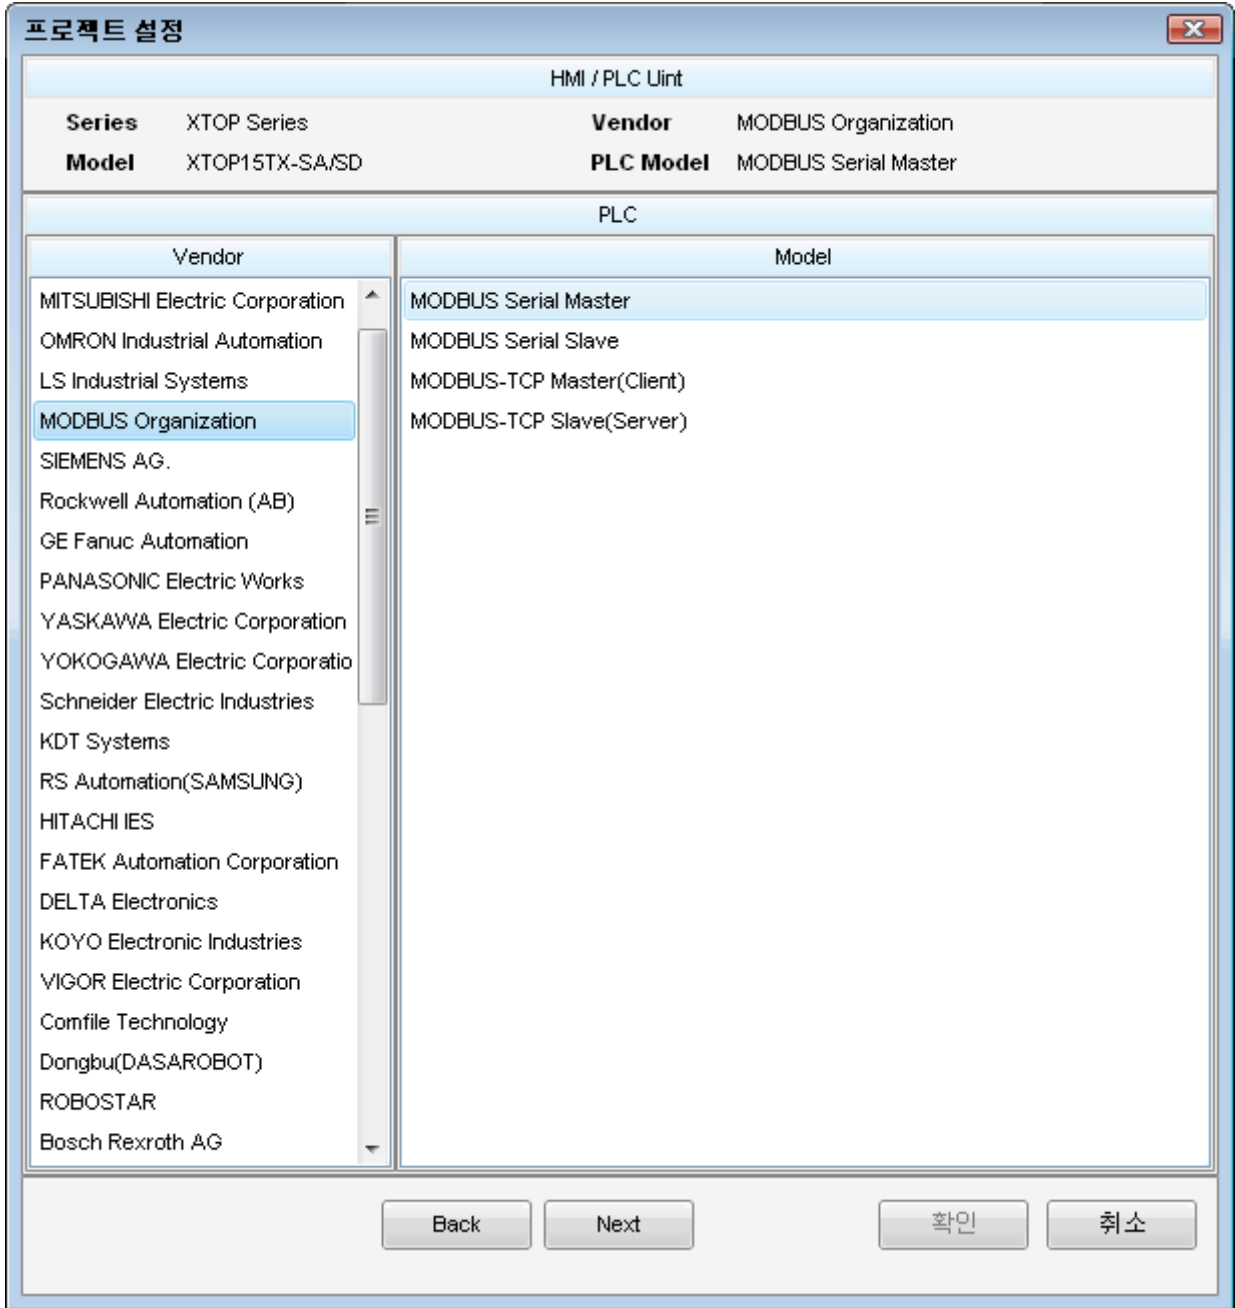 프로젝트 설정
HMI / PLC Uint
Series XTOP Series Vendor MODBUS Organization
Model XTOP15TX-SA/SD PLC Model MODBUS Serial Master
PLC
Vendor Model
MITSUBISHI Electric Corporation MODBUS Serial Master
OMRON Industrial Automation MODBUS Serial Slave
LS Industrial Systems MODBUS-TCP Master(Client)
MODBUS Organization MODBUS-TCP Slave(Server)
SIEMENS AG.
Rockwell Automation (AB)
GE Fanuc Automation
PANASONIC Electric Works
YASKAWA Electric Corporation
YOKOGAWA Electric Corporatio
Schneider Electric Industries
KDT Systems
RS Automation(SAMSUNG)
HITACHI IES
FATEK Automation Corporation
DELTA Electronics
KOYO Electronic Industries
VIGOR Electric Corporation
Comfile Technology
Dongbu(DASAROBOT)
ROBOSTAR
Bosch Rexroth AG
Back Next 확인 취소